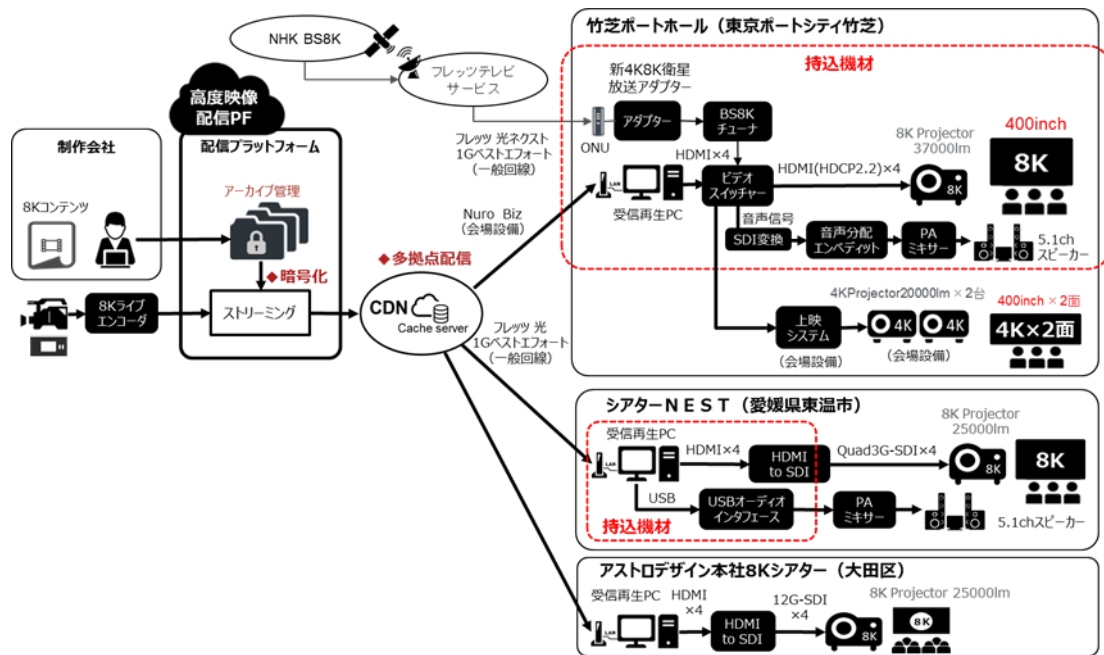 NHK BS8K
フレッツテレビ
サービス
高度映像
配信PF
制作会社
8Kコンテンツ
8Kライブ
エンコーダ
配信プラットフォーム
アーカイブ管理
◆暗号化
ストリーミング
◆多拠点配信
CDN
Cache server
フレッツ 光ネクスト
1Gベストエフォート
（一般回線）
Nuro Biz
（会場設備）
フレッツ 光
1Gベストエフォート
（一般回線）
竹芝ポートホール（東京ポートシティ竹芝）
持込機材
新4K8K衛星
放送アダプター
ONU
アダプター
BS8K
チューナ
HDMI×4
LAN
受信再生PC
ビデオ
スイッチャー
HDMI(HDCP2.2)×4
8K Projector
37000lm
8K
400inch
8K
音声信号
SDI変換
音声分配
エンベディット
PA
ミキサー
5.1ch
スピーカー
4KProjector20000lm×2台
400inch×2面
上映
システム
4K
4K
4K×2面
（会場設備）
（会場設備）
シアターＮＥＳＴ（愛媛県東温市）
受信再生PC
LAN
HDMI×4
HDMI
to SDI
Quad3G-SDI×4
8K Projector
25000lm
8K
8K
USB
USBオーディオ
インタフェース
PA
ミキサー
5.1chスピーカー
持込機材
アストロデザイン本社8Kシアター（大田区）
受信再生PC
LAN
HDMI
×4
HDMI
to SDI
12G-SDI
×4
8K Projector 25000lm
8K
8K